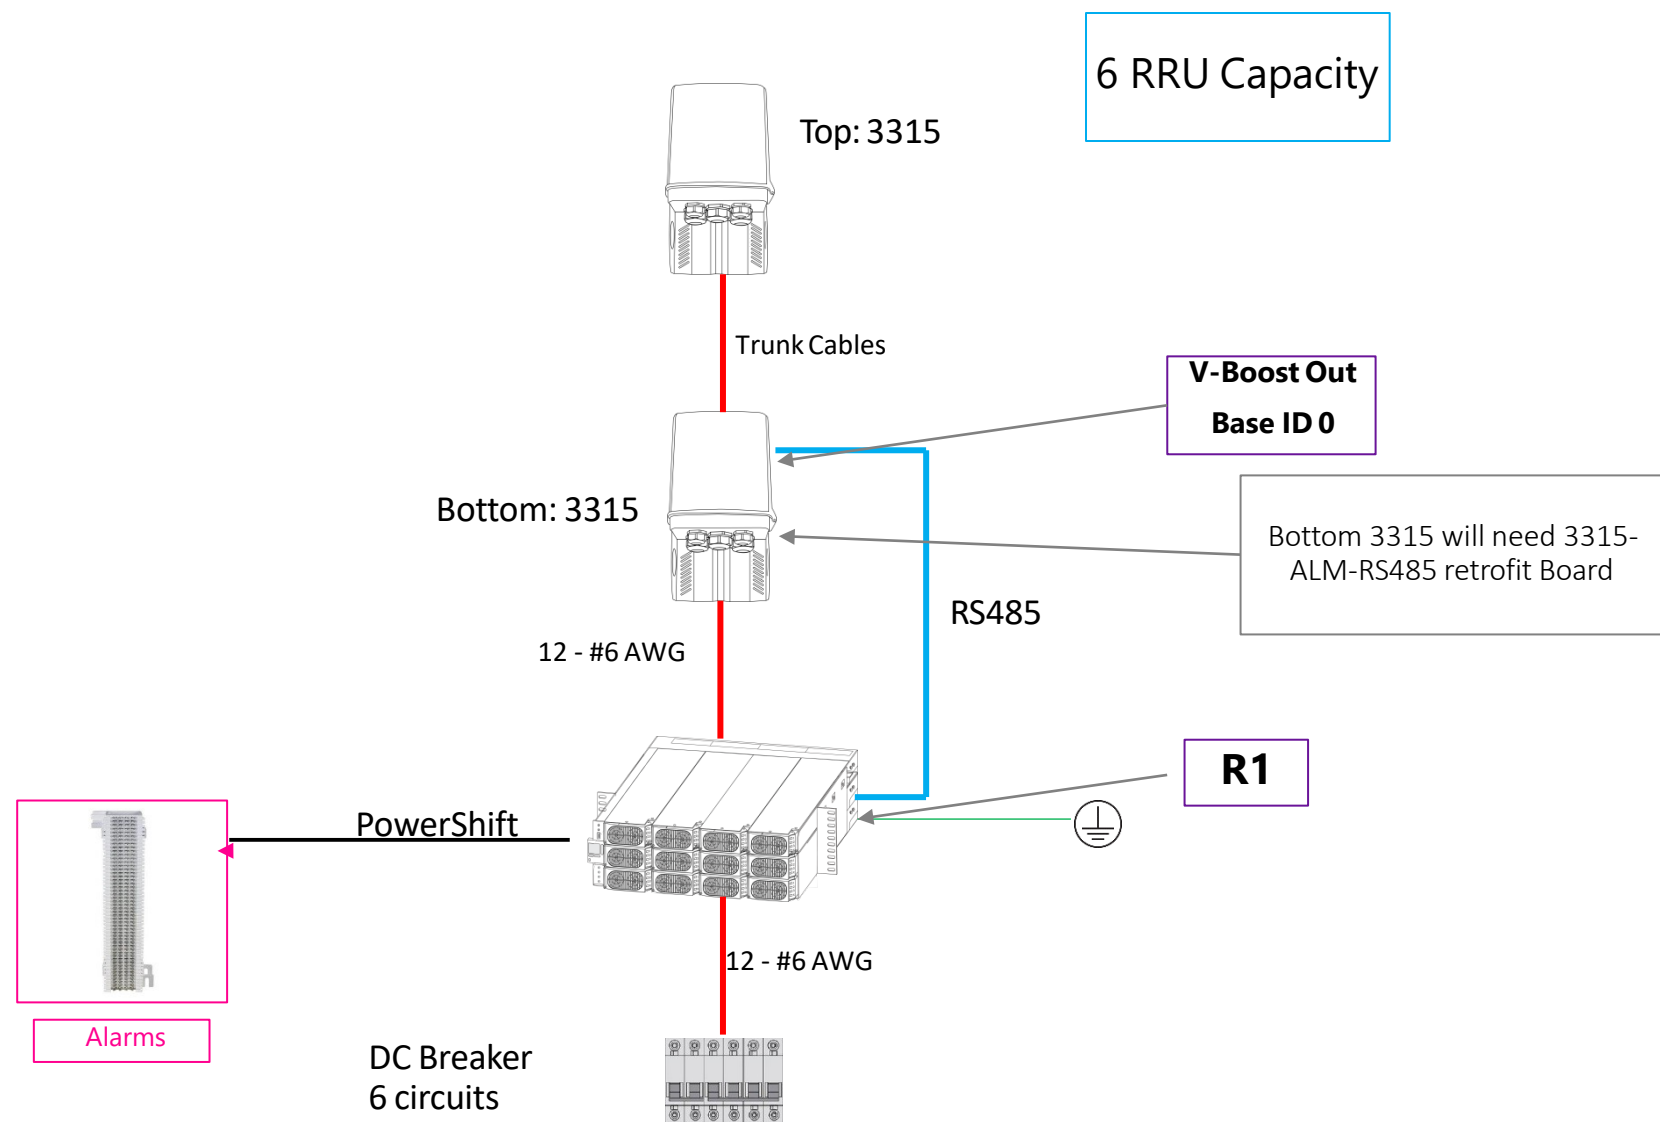 6 RRU Capacity
Top: 3315
Trunk Cables
V-Boost Out
Base ID 0
Bottom: 3315
Bottom 3315 will need 3315-
ALM-RS485 retrofit Board
RS485
12 - #6 AWG
R1
PowerShift
12 - #6 AWG
Alarms
DC Breaker
6 circuits